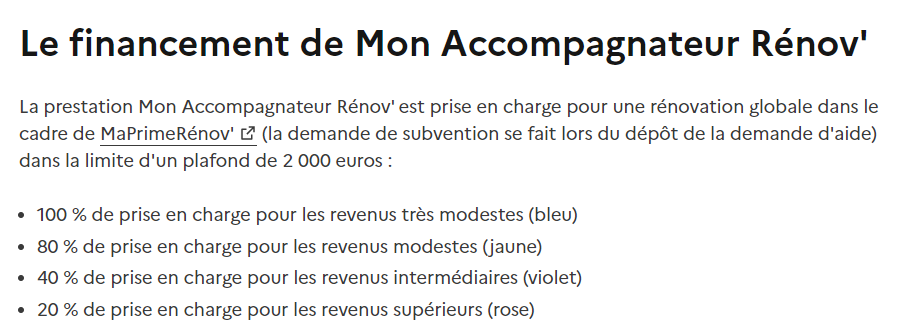 Le financement de Mon Accompagnateur Rénov'
La prestation Mon Accompagnateur Rénov' est prise en charge pour une rénovation globale dans le
cadre de MaPrimeRénov' (la demande de subvention se fait lors du dépôt de la demande d'aide)
dans la limite d'un plafond de 2 000 euros :
• 100 % de prise en charge pour les revenus très modestes (bleu)
• 80 % de prise en charge pour les revenus modestes (jaune)
• 40 % de prise en charge pour les revenus intermédiaires (violet)
• 20 % de prise en charge pour les revenus supérieurs (rose)